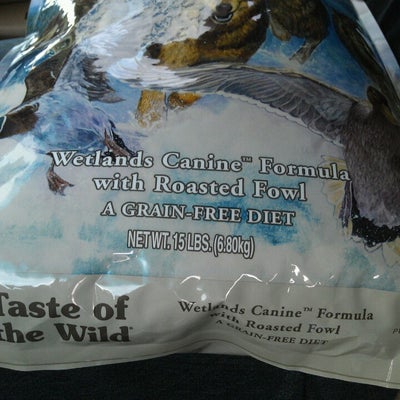 Wetlands Canine™ Formula
with Roasted Fowl
A GRAIN-FREE DIET
NET WT. 15 LBS. (6.80kg)
Taste of
the Wild®
Wetlands Canine™ Formula
with Roasted Fowl
A GRAIN-FREE DIET